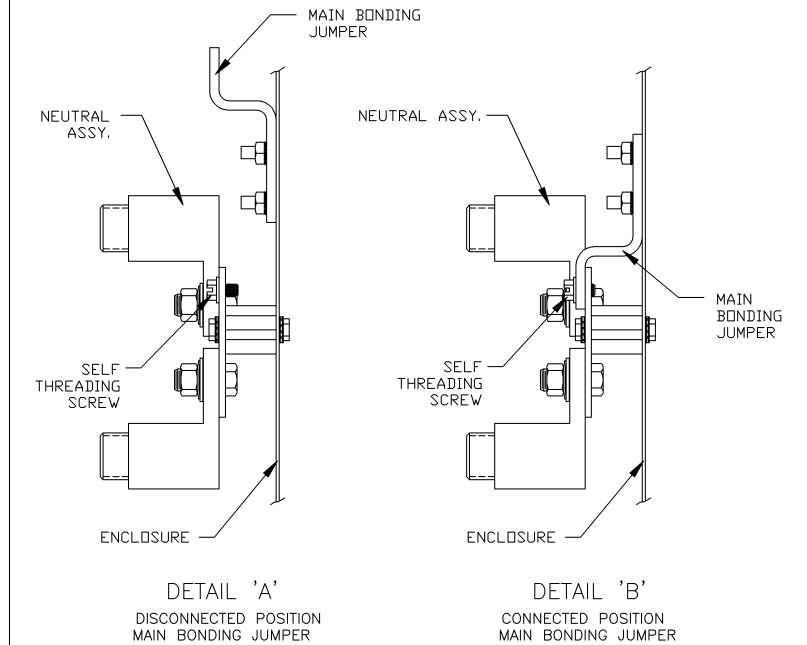 MAIN BONDING
JUMPER
NEUTRAL
ASSY.
SELF
THREADING
SCREW
ENCLOSURE
DETAIL 'A'
DISCONNECTED POSITION
MAIN BONDING JUMPER
NEUTRAL ASSY.
MAIN
BONDING
JUMPER
SELF
THREADING
SCREW
ENCLOSURE
DETAIL 'B'
CONNECTED POSITION
MAIN BONDING JUMPER